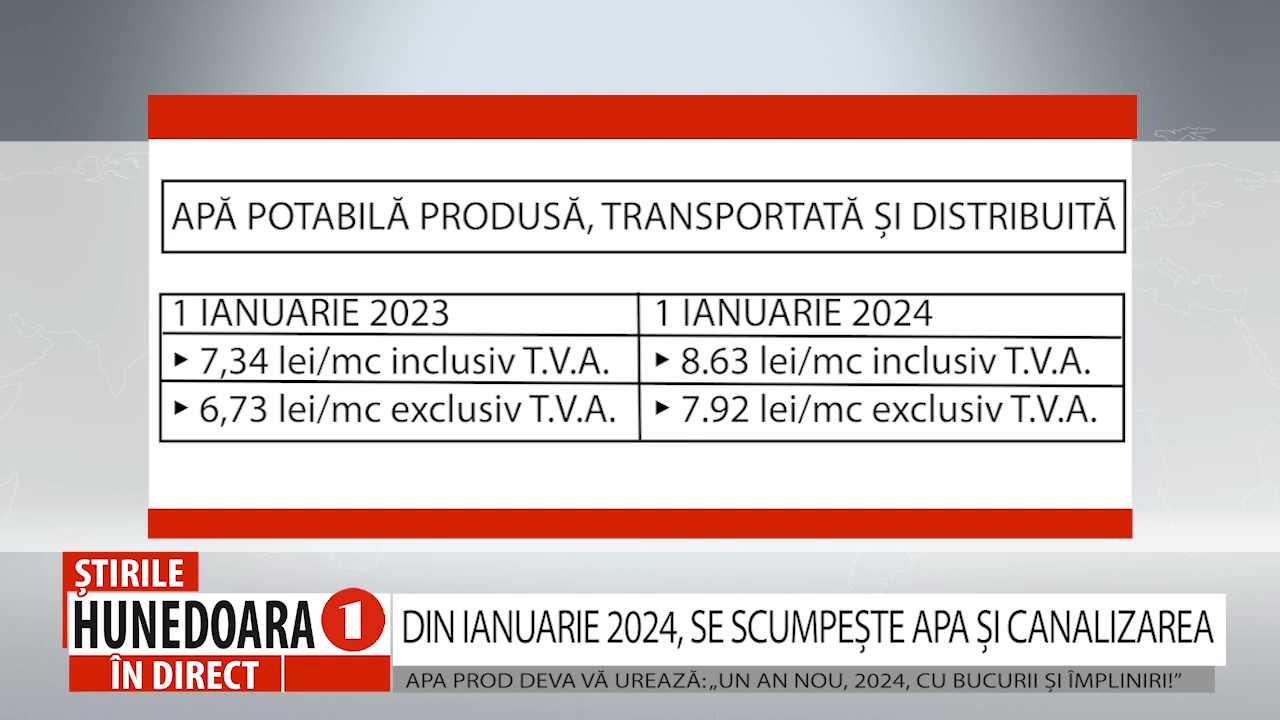 APĂ POTABILĂ PRODUSĂ, TRANSPORTATĂ ȘI DISTRIBUITĂ
1 IANUARIE 2023
1 IANUARIE 2024
▸ 7,34 lei/mc inclusiv T.V.A.
▸ 8.63 lei/mc inclusiv T.V.A.
▸ 6,73 lei/mc exclusiv T.V.A.
▸ 7.92 lei/mc exclusiv T.V.A.
ȘTIRILE
HUNEDOARA 1
ÎN DIRECT
DIN IANUARIE 2024, SE SCUMPEȘTE APA ȘI CANALIZAREA
APA PROD DEVA VĂ UREAZĂ:„UN AN NOU, 2024, CU BUCURII ȘI ÎMPLINIRI!”